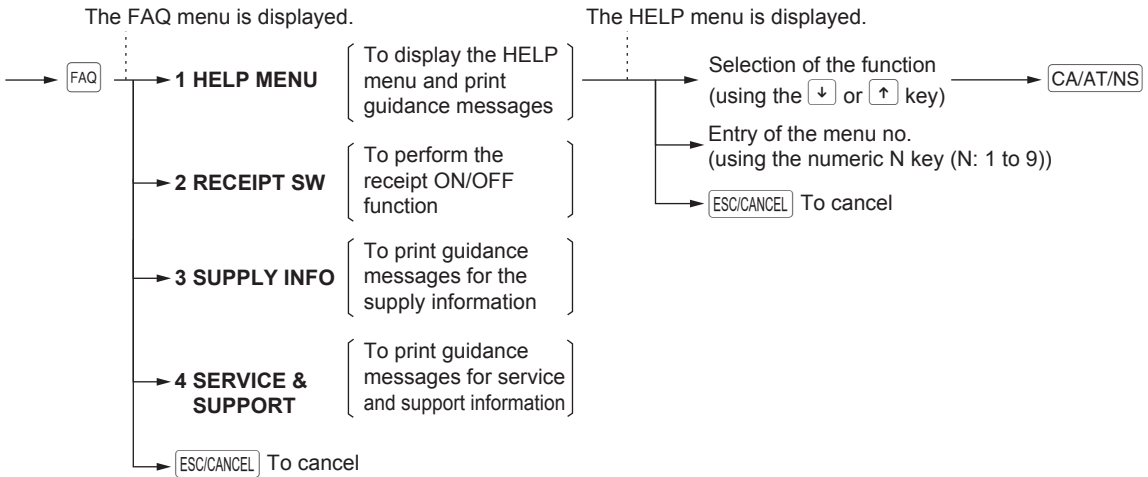 The FAQ menu is displayed.
The HELP menu is displayed.
FAQ
1 HELP MENU
To display the HELP
menu and print
guidance messages
Selection of the function
(using the ↓ or ↑ key)
CA/AT/NS
Entry of the menu no.
(using the numeric N key (N: 1 to 9))
ESC/CANCEL To cancel
2 RECEIPT SW
To perform the
receipt ON/OFF
function
3 SUPPLY INFO
To print guidance
messages for the
supply information
4 SERVICE &
SUPPORT
To print guidance
messages for service
and support information
ESC/CANCEL To cancel